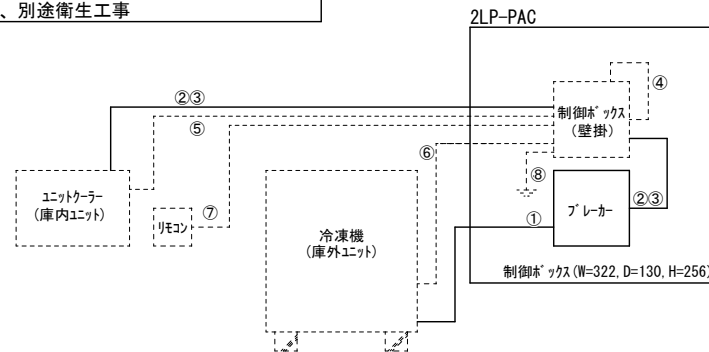 、別途衛生工事
2LP-PAC
②③
④
制御ﾎﾞｯｸｽ
(壁掛)
⑤
⑥
⑧
ﾕﾆｯﾄｸｰﾗｰ
(庫内ﾕﾆｯﾄ)
ﾘﾓｺﾝ
⑦
冷凍機
(庫外ﾕﾆｯﾄ)
①
ﾌﾞﾚｰｶｰ
②③
制御ﾎﾞｯｸｽ(W=322, D=130, H=256)